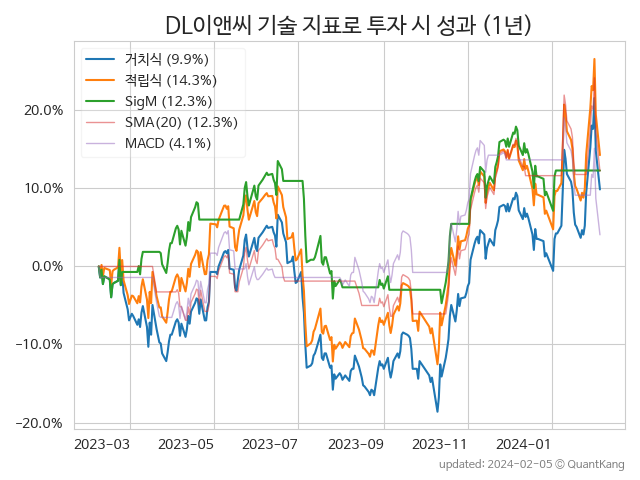 DL이앤씨 기술 지표로 투자 시 성과 (1년)
거치식 (9.9%)
적립식 (14.3%)
SigM (12.3%)
SMA(20) (12.3%)
MACD (4.1%)
20.0%
10.0%
0.0%
−10.0%
−20.0%
2023-03 2023-05 2023-07 2023-09 2023-11 2024-01
updated: 2024-02-05 © QuantKang